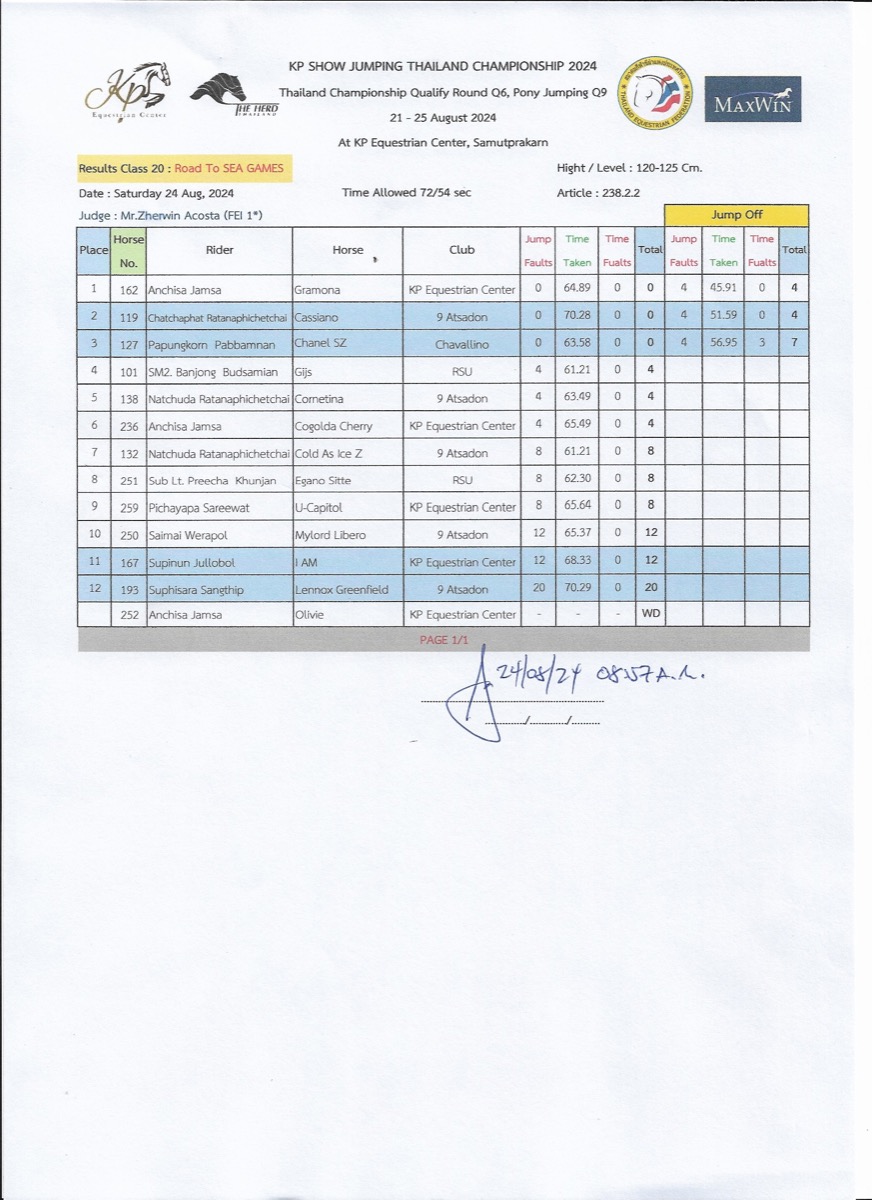 Kp
Equestrian Center
THE HERD
THAILAND
KP SHOW JUMPING THAILAND CHAMPIONSHIP 2024
Thailand Championship Qualify Round Q6, Pony Jumping Q9
21 - 25 August 2024
At KP Equestrian Center, Samutprakarn
THAILAND EQUESTRIAN FEDERATION
MAXWIN
Results Class 20 : Road To SEA GAMES
Hight / Level : 120-125 Cm.
Date : Saturday 24 Aug, 2024 Time Allowed 72/54 sec Article : 238.2.2
Judge : Mr.Zherwin Acosta (FEI 1*) Jump Off
Place Horse No. Rider Horse Club Jump Faults Time Taken Time Fualts Total Jump Faults Time Taken Time Fualts Total
1 162 Anchisa Jamsa Gramona KP Equestrian Center 0 64.89 0 0 4 45.91 0 4
2 119 Chatchaphat Ratanaphichetchai Cassiano 9 Atsadon 0 70.28 0 0 4 51.59 0 4
3 127 Papungkorn Pabbamnan Chanel SZ Chavallino 0 63.58 0 0 4 56.95 3 7
4 101 SM2. Banjong Budsamian Gijs RSU 4 61.21 0 4
5 138 Natchuda Ratanaphichetchai Cornetina 9 Atsadon 4 63.49 0 4
6 236 Anchisa Jamsa Cogolda Cherry KP Equestrian Center 4 65.49 0 4
7 132 Natchuda Ratanaphichetchai Cold As Ice Z 9 Atsadon 8 61.21 0 8
8 251 Sub Lt. Preecha Khunjan Egano Sitte RSU 8 62.30 0 8
9 259 Pichayapa Sareewat U-Capitol KP Equestrian Center 8 65.64 0 8
10 250 Saimai Werapol Mylord Libero 9 Atsadon 12 65.37 0 12
11 167 Supinun Jullobol I AM KP Equestrian Center 12 68.33 0 12
12 193 Suphisara Sangthip Lennox Greenfield 9 Atsadon 20 70.29 0 20
252 Anchisa Jamsa Olivie KP Equestrian Center - - - WD
PAGE 1/1
24/08/24